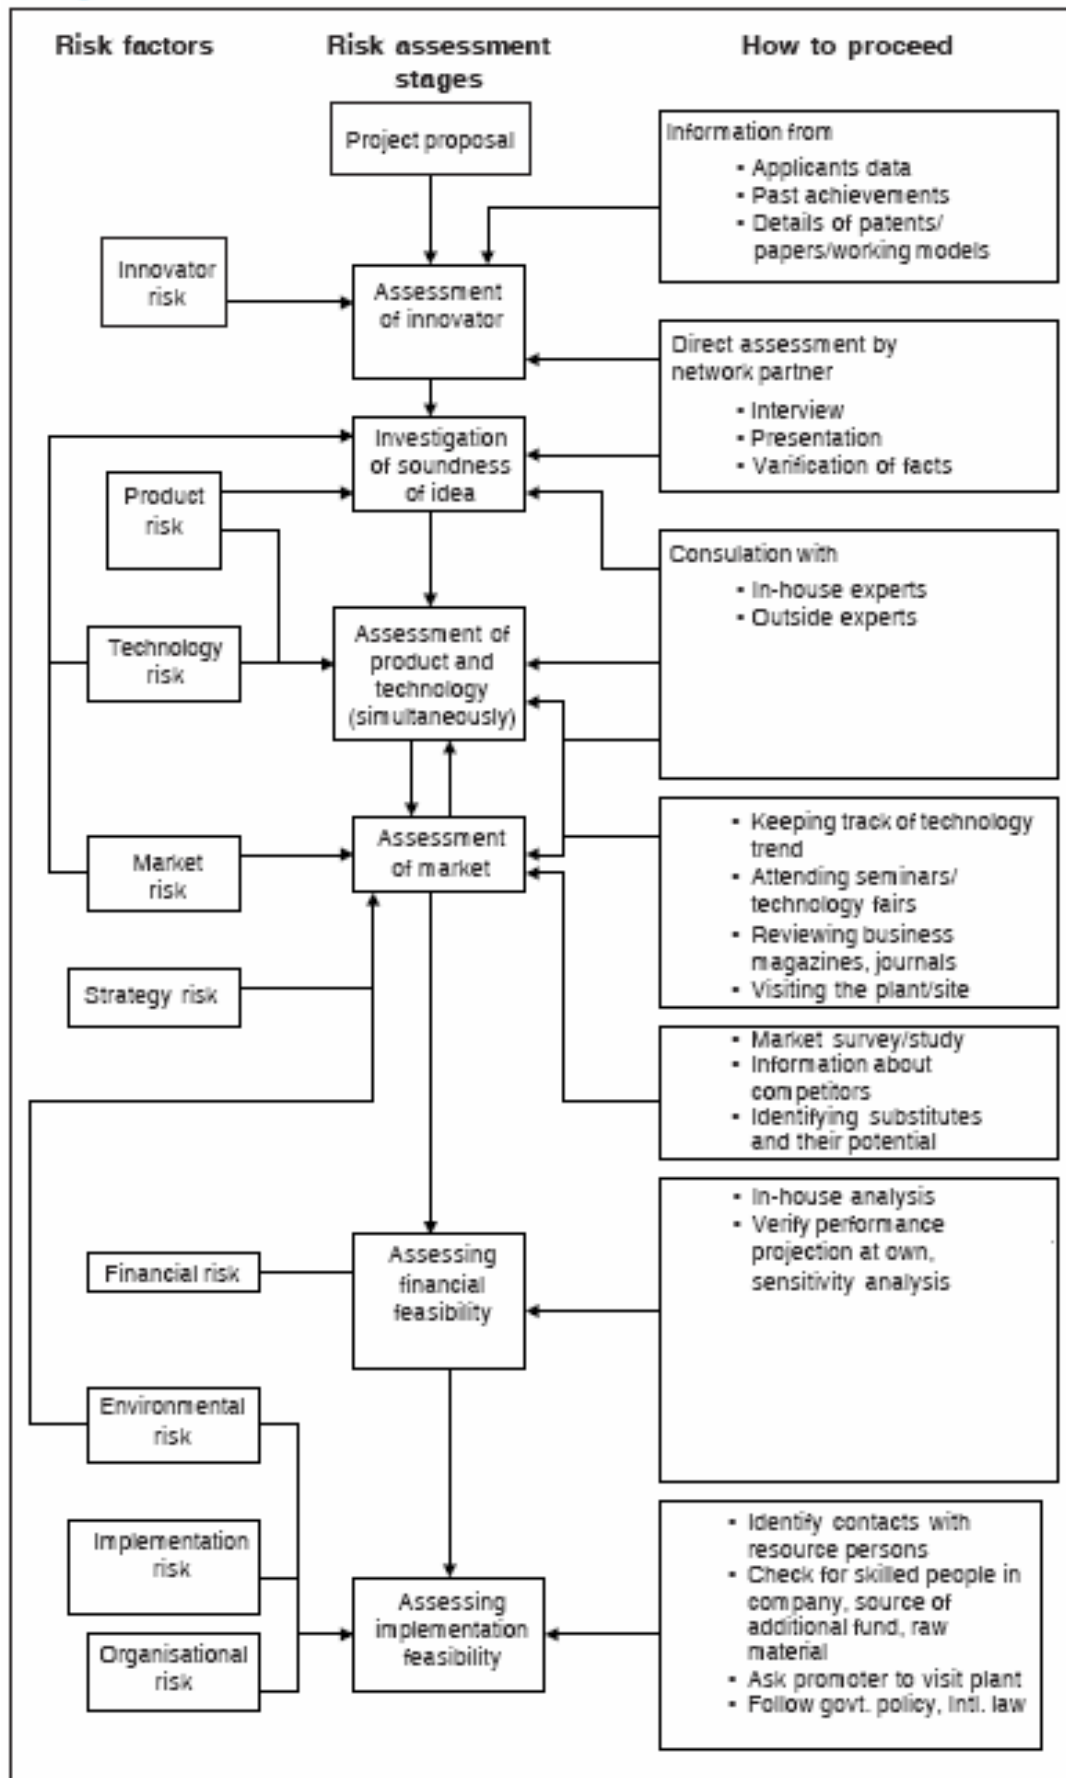 Risk factors
Risk assessment
stages
How to proceed
Project proposal
Information from
▪ Applicants data
▪ Past achievements
▪ Details of patents/
papers/working models
Innovator
risk
Assessment
of innovator
Direct assessment by
network partner
▪ Interview
▪ Presentation
▪ Varification of facts
Investigation
of soundness
of idea
Product
risk
Consulation with
▪ In-house experts
▪ Outside experts
Technology
risk
Assessment of
product and
technology
(simultaneously)
▪ Keeping track of technology
trend
▪ Attending seminars/
technology fairs
▪ Reviewing business
magazines, journals
▪ Visiting the plant/site
Market
risk
Assessment
of market
Strategy risk
▪ Market survey/study
▪ Information about
competitors
▪ Identifying substitutes
and their potential
▪ In-house analysis
▪ Verify performance
projection at own,
sensitivity analysis
Financial risk
Assessing
financial
feasibility
Environmental
risk
Implementation
risk
Organisational
risk
Assessing
implementation
feasibility
▪ Identify contacts with
resource persons
▪ Check for skilled people in
company, source of
additional fund, raw
material
▪ Ask promoter to visit plant
▪ Follow govt. policy, Intl. law